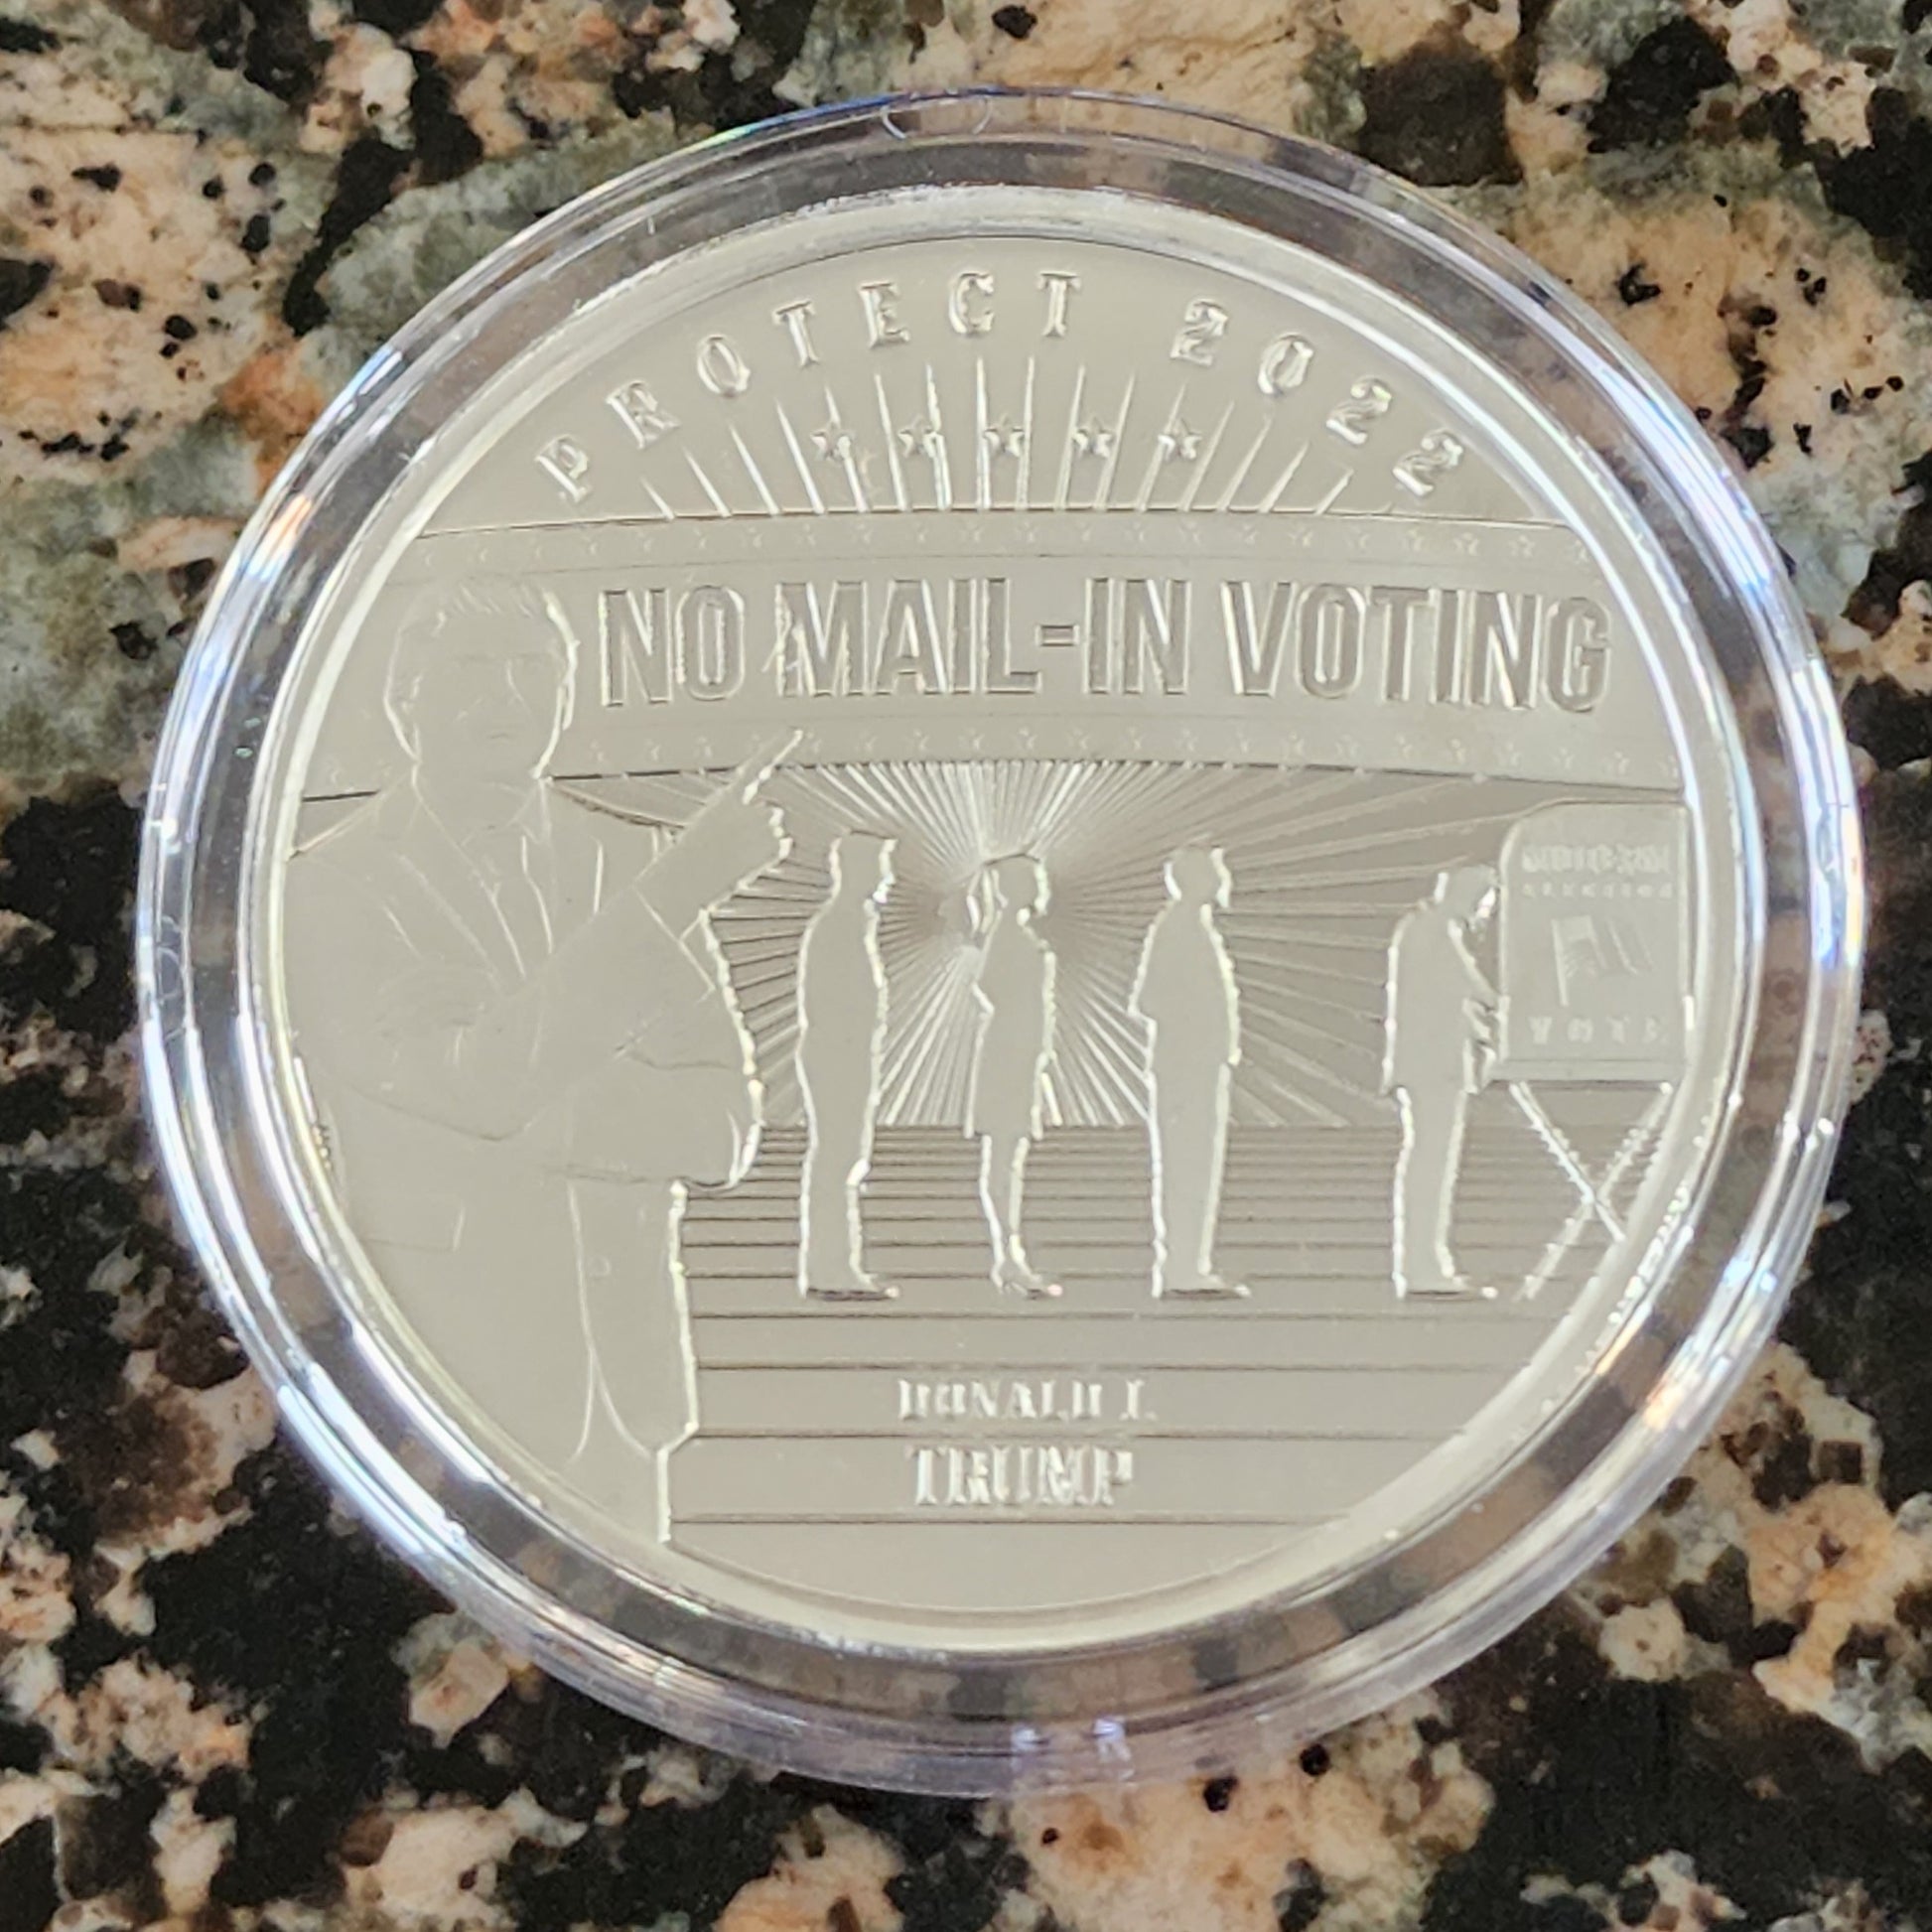 PROTECT 2022
NO MAIL-IN VOTING
VOTE
DONALD J.
TRUMP